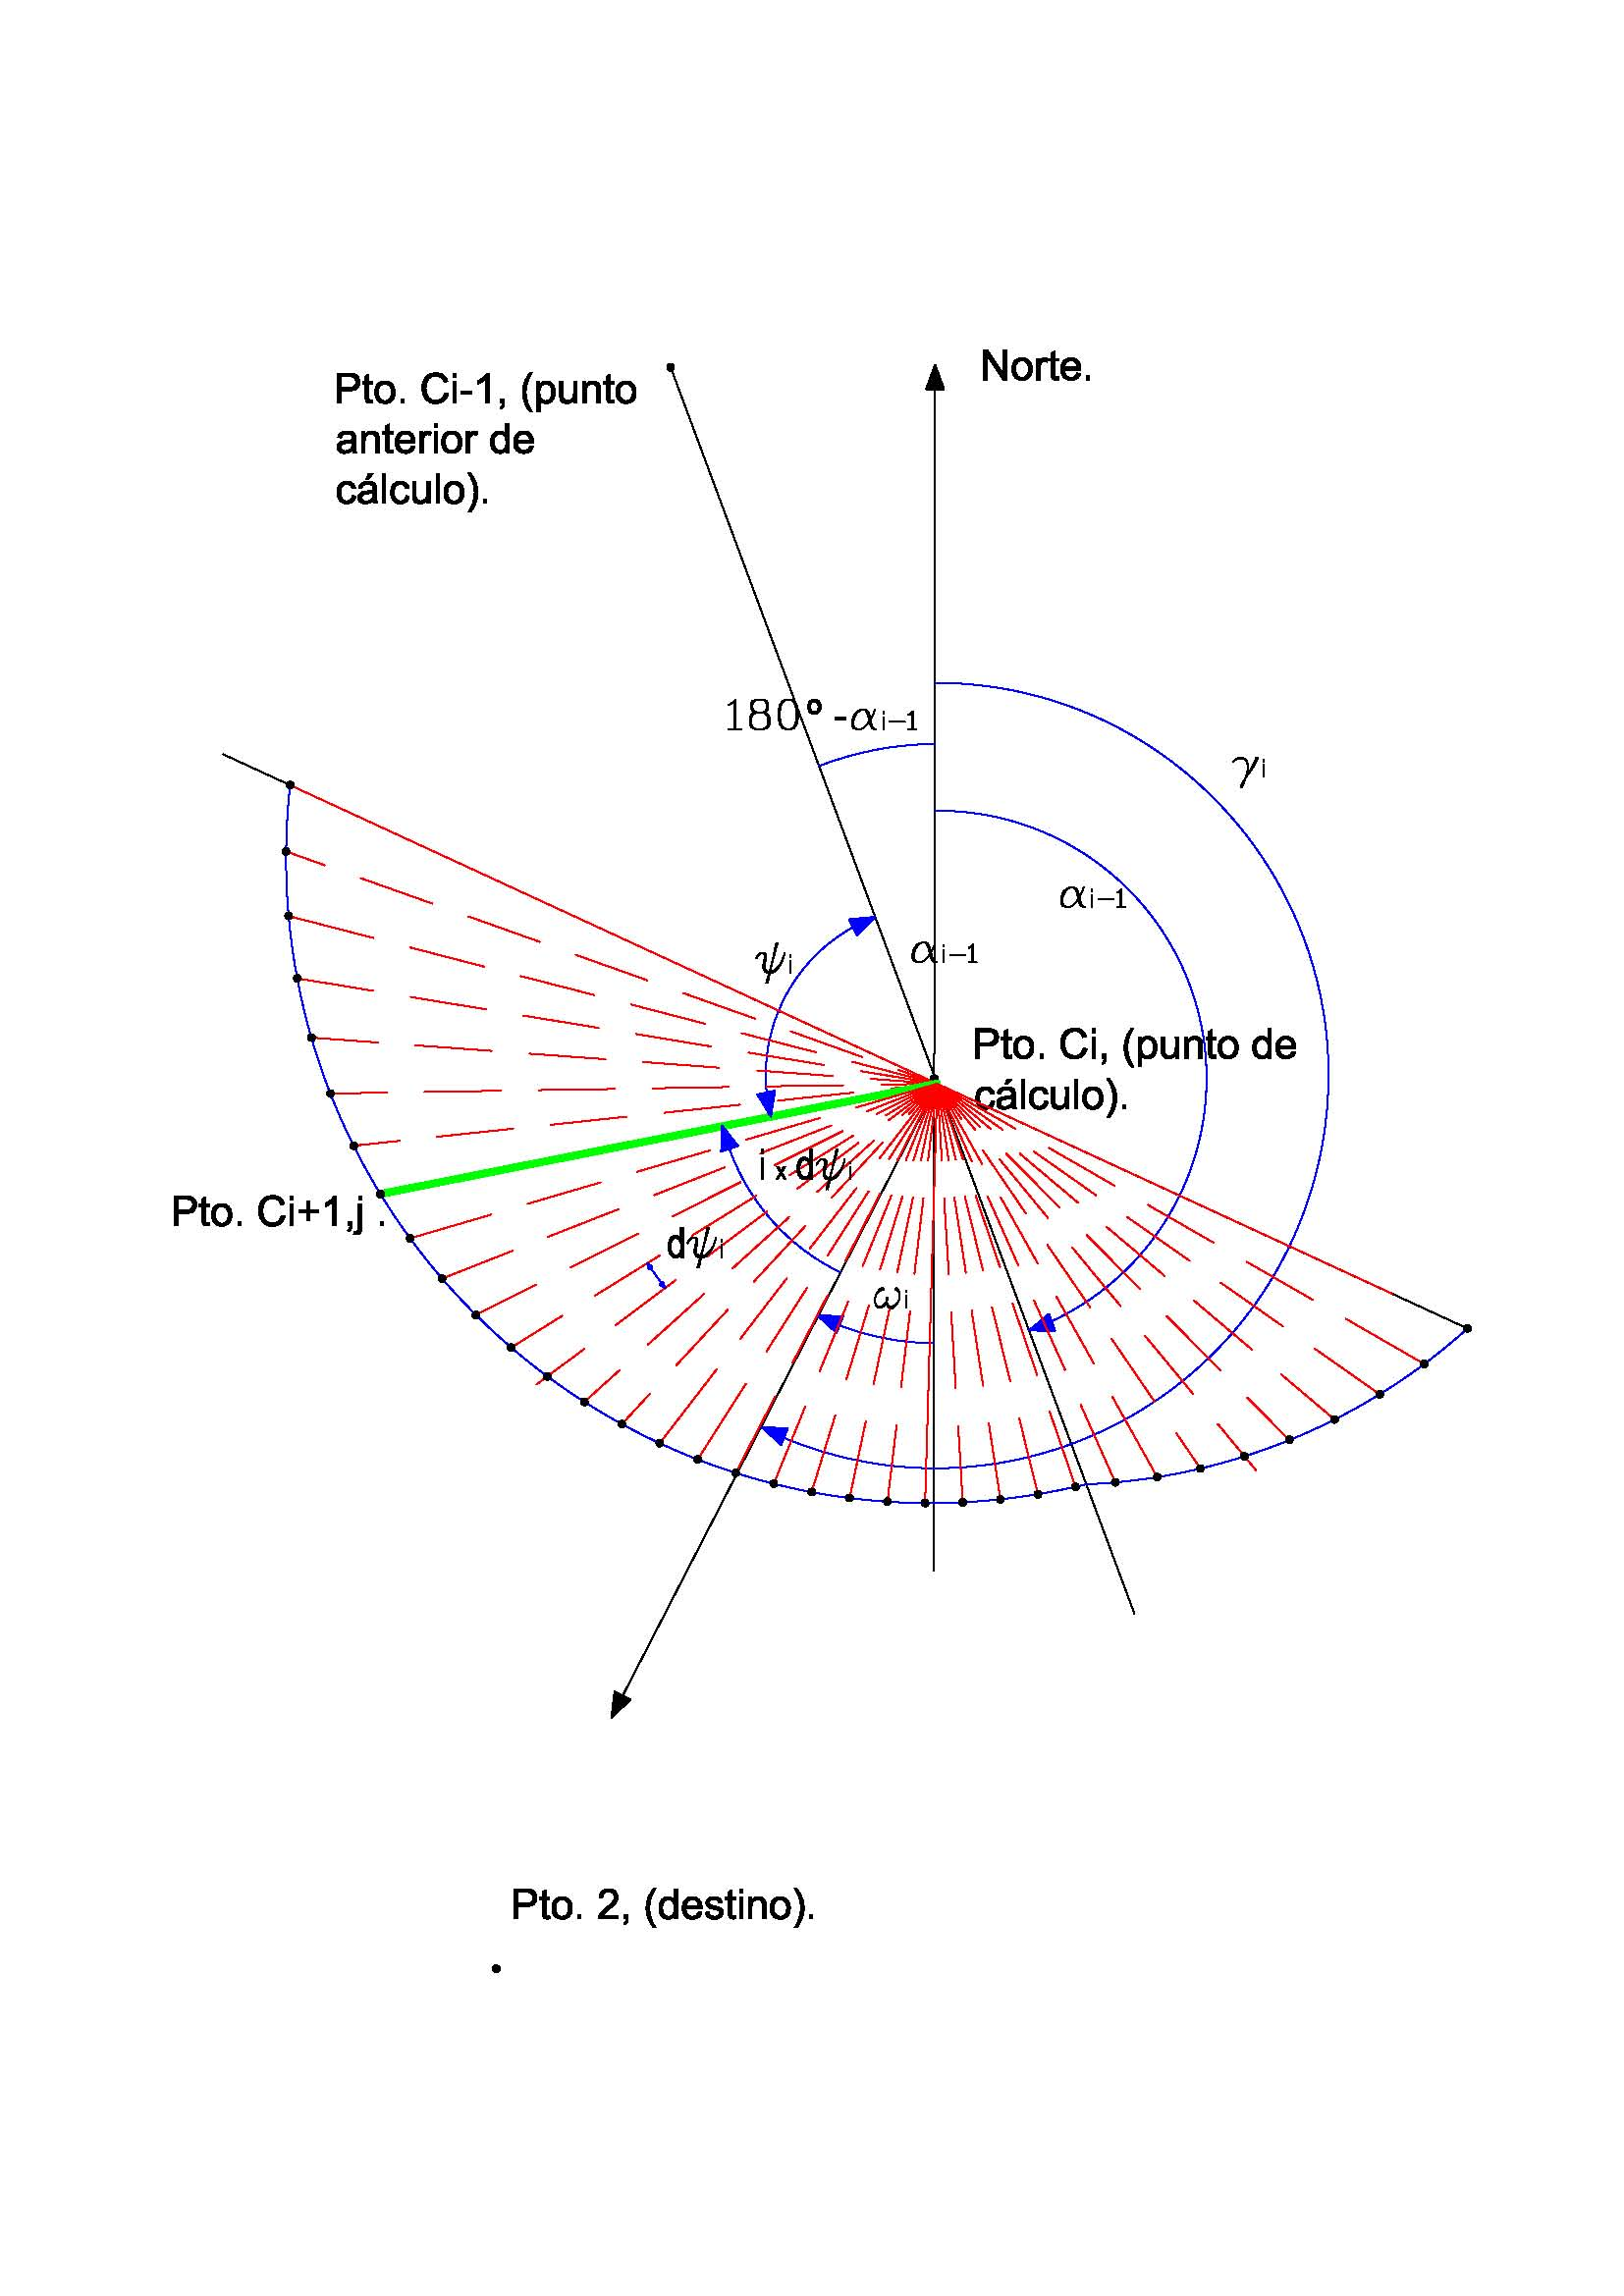 Norte.
Pto. Ci-1, (punto
anterior de
cálculo).
180º-αi-1
γi
αi-1
ψi
αi-1
Pto. Ci, (punto de
cálculo).
i x dψi
Pto. Ci+1,j .
dψi
ωi
Pto. 2, (destino).